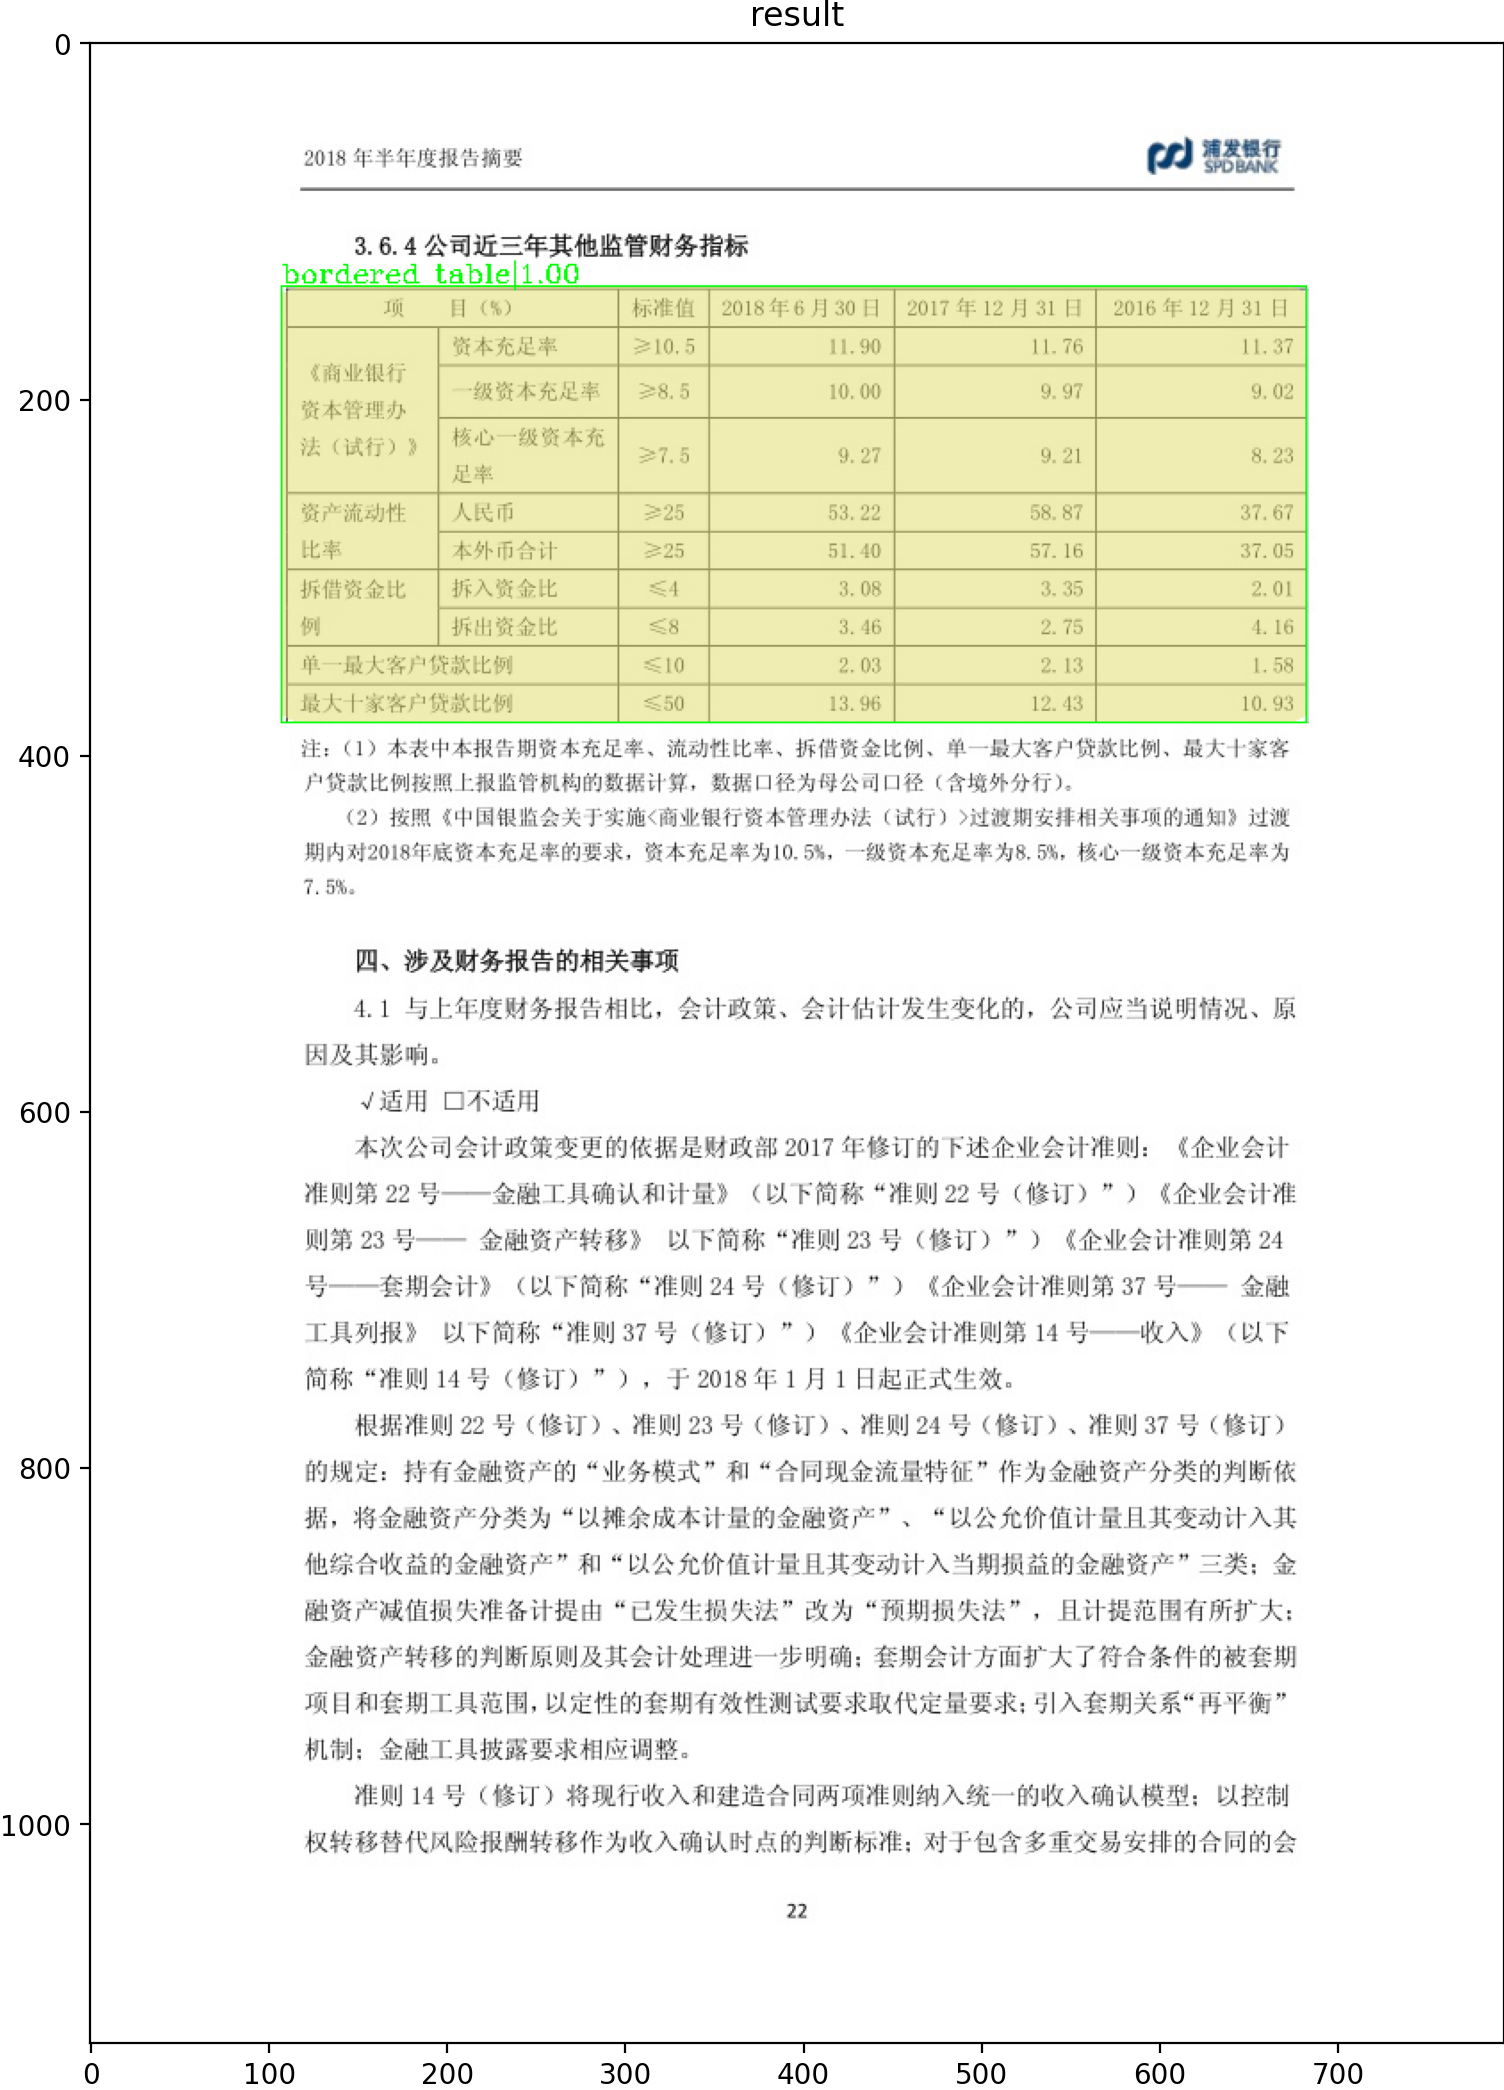 result
2018 年半年度报告摘要
浦发银行
SPD BANK
3.6.4 公司近三年其他监管财务指标
bordered_table|1.00
项 目（%） 标准值 2018 年 6 月 30 日 2017 年 12 月 31 日 2016 年 12 月 31 日
《商业银行
资本管理办
法（试行）》
资本充足率 ≥10.5 11.90 11.76 11.37
一级资本充足率 ≥8.5 10.00 9.97 9.02
核心一级资本充
足率
≥7.5 9.27 9.21 8.23
资产流动性
比率
人民币 ≥25 53.22 58.87 37.67
本外币合计 ≥25 51.40 57.16 37.05
拆借资金比
例
拆入资金比 ≤4 3.08 3.35 2.01
拆出资金比 ≤8 3.46 2.75 4.16
单一最大客户贷款比例 ≤10 2.03 2.13 1.58
最大十家客户贷款比例 ≤50 13.96 12.43 10.93
注：（1）本表中本报告期资本充足率、流动性比率、拆借资金比例、单一最大客户贷款比例、最大十家客
户贷款比例按照上报监管机构的数据计算，数据口径为母公司口径（含境外分行）。
（2）按照《中国银监会关于实施<商业银行资本管理办法（试行）>过渡期安排相关事项的通知》过渡
期内对2018年底资本充足率的要求，资本充足率为10.5%，一级资本充足率为8.5%，核心一级资本充足率为
7.5%。
四、涉及财务报告的相关事项
4.1 与上年度财务报告相比，会计政策、会计估计发生变化的，公司应当说明情况、原
因及其影响。
√适用 □不适用
本次公司会计政策变更的依据是财政部 2017 年修订的下述企业会计准则：《企业会计
准则第 22 号——金融工具确认和计量》（以下简称“准则 22 号（修订）”）《企业会计准
则第 23 号—— 金融资产转移》 以下简称“准则 23 号（修订）”）《企业会计准则第 24
号——套期会计》（以下简称“准则 24 号（修订）”）《企业会计准则第 37 号—— 金融
工具列报》 以下简称“准则 37 号（修订）”）《企业会计准则第 14 号——收入》（以下
简称“准则 14 号（修订）”），于 2018 年 1 月 1 日起正式生效。
根据准则 22 号（修订）、准则 23 号（修订）、准则 24 号（修订）、准则 37 号（修订）
的规定：持有金融资产的“业务模式”和“合同现金流量特征”作为金融资产分类的判断依
据，将金融资产分类为“以摊余成本计量的金融资产”、“以公允价值计量且其变动计入其
他综合收益的金融资产”和“以公允价值计量且其变动计入当期损益的金融资产”三类；金
融资产减值损失准备计提由“已发生损失法”改为“预期损失法”，且计提范围有所扩大；
金融资产转移的判断原则及其会计处理进一步明确；套期会计方面扩大了符合条件的被套期
项目和套期工具范围，以定性的套期有效性测试要求取代定量要求；引入套期关系“再平衡”
机制；金融工具披露要求相应调整。
准则 14 号（修订）将现行收入和建造合同两项准则纳入统一的收入确认模型；以控制
权转移替代风险报酬转移作为收入确认时点的判断标准；对于包含多重交易安排的合同的会
22
0
200
400
600
800
1000
0 100 200 300 400 500 600 700